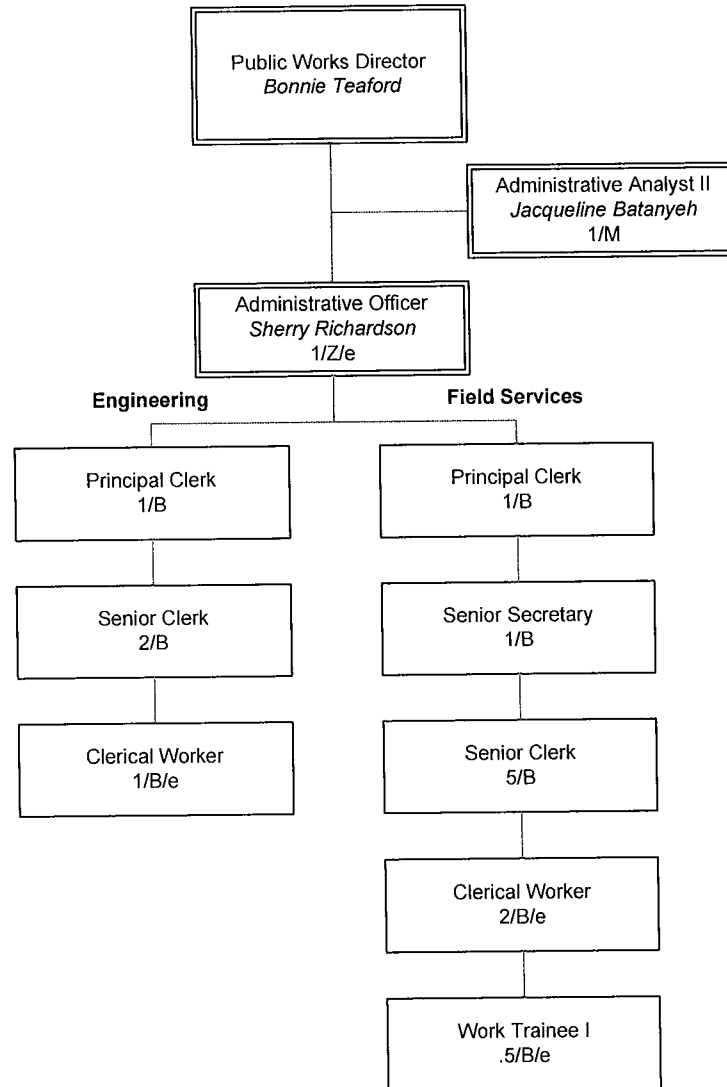 Public Works Director
Bonnie Teaford
Administrative Analyst II
Jacqueline Batanyeh
1/M
Administrative Officer
Sherry Richardson
1/Z/e
Engineering
Field Services
Principal Clerk
1/B
Principal Clerk
1/B
Senior Clerk
2/B
Senior Secretary
1/B
Clerical Worker
1/B/e
Senior Clerk
5/B
Clerical Worker
2/B/e
Work Trainee I
.5/B/e